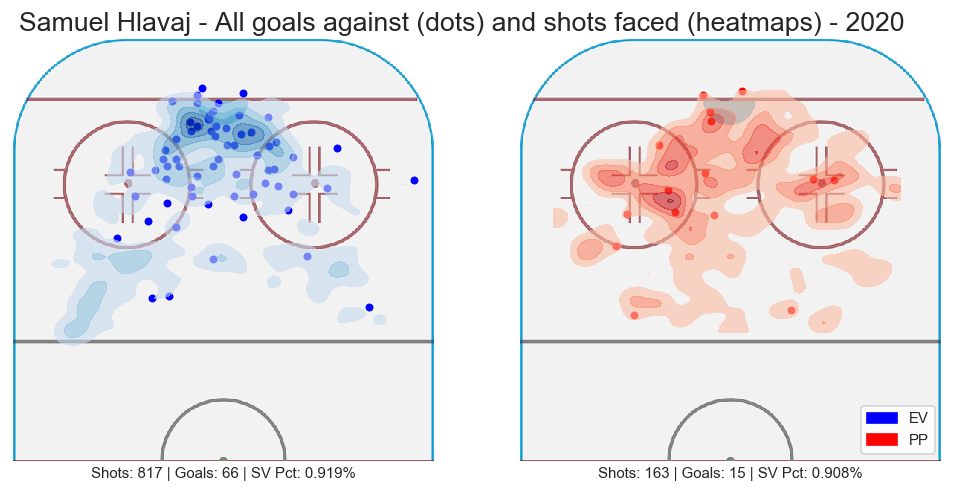 Samuel Hlavaj - All goals against (dots) and shots faced (heatmaps) - 2020
EV
PP
Shots: 817 | Goals: 66 | SV Pct: 0.919%
Shots: 163 | Goals: 15 | SV Pct: 0.908%